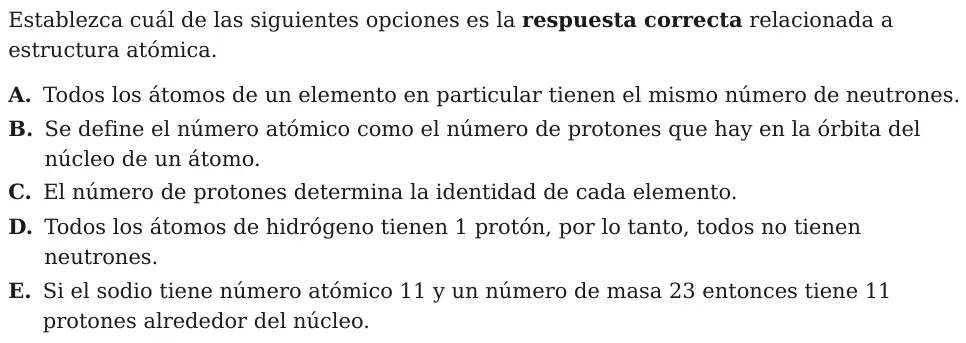 Establezca cuál de las siguientes opciones es la respuesta correcta relacionada a
estructura atómica.
A. Todos los átomos de un elemento en particular tienen el mismo número de neutrones.
B. Se define el número atómico como el número de protones que hay en la órbita del
núcleo de un átomo.
C. El número de protones determina la identidad de cada elemento.
D. Todos los átomos de hidrógeno tienen 1 protón, por lo tanto, todos no tienen
neutrones.
E. Si el sodio tiene número atómico 11 y un número de masa 23 entonces tiene 11
protones alrededor del núcleo.